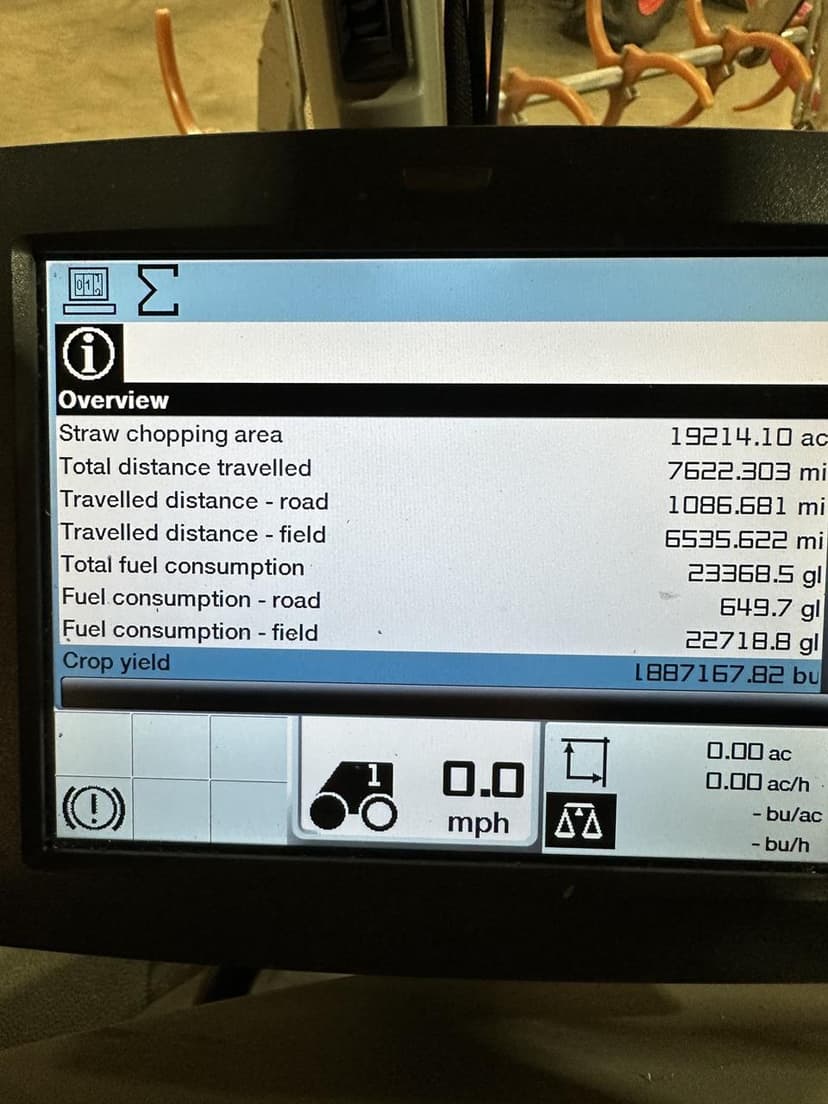 Overview
Straw chopping area 19214.10 ac
Total distance travelled 7622.303 mi
Travelled distance - road 1086.681 mi
Travelled distance - field 6535.622 mi
Total fuel consumption 23368.5 gl
Fuel consumption - road 649.7 gl
Fuel consumption - field 22718.8 gl
Crop yield 1887167.82 bu
1
0.0
mph
0.00 ac
0.00 ac/h
- bu/ac
- bu/h